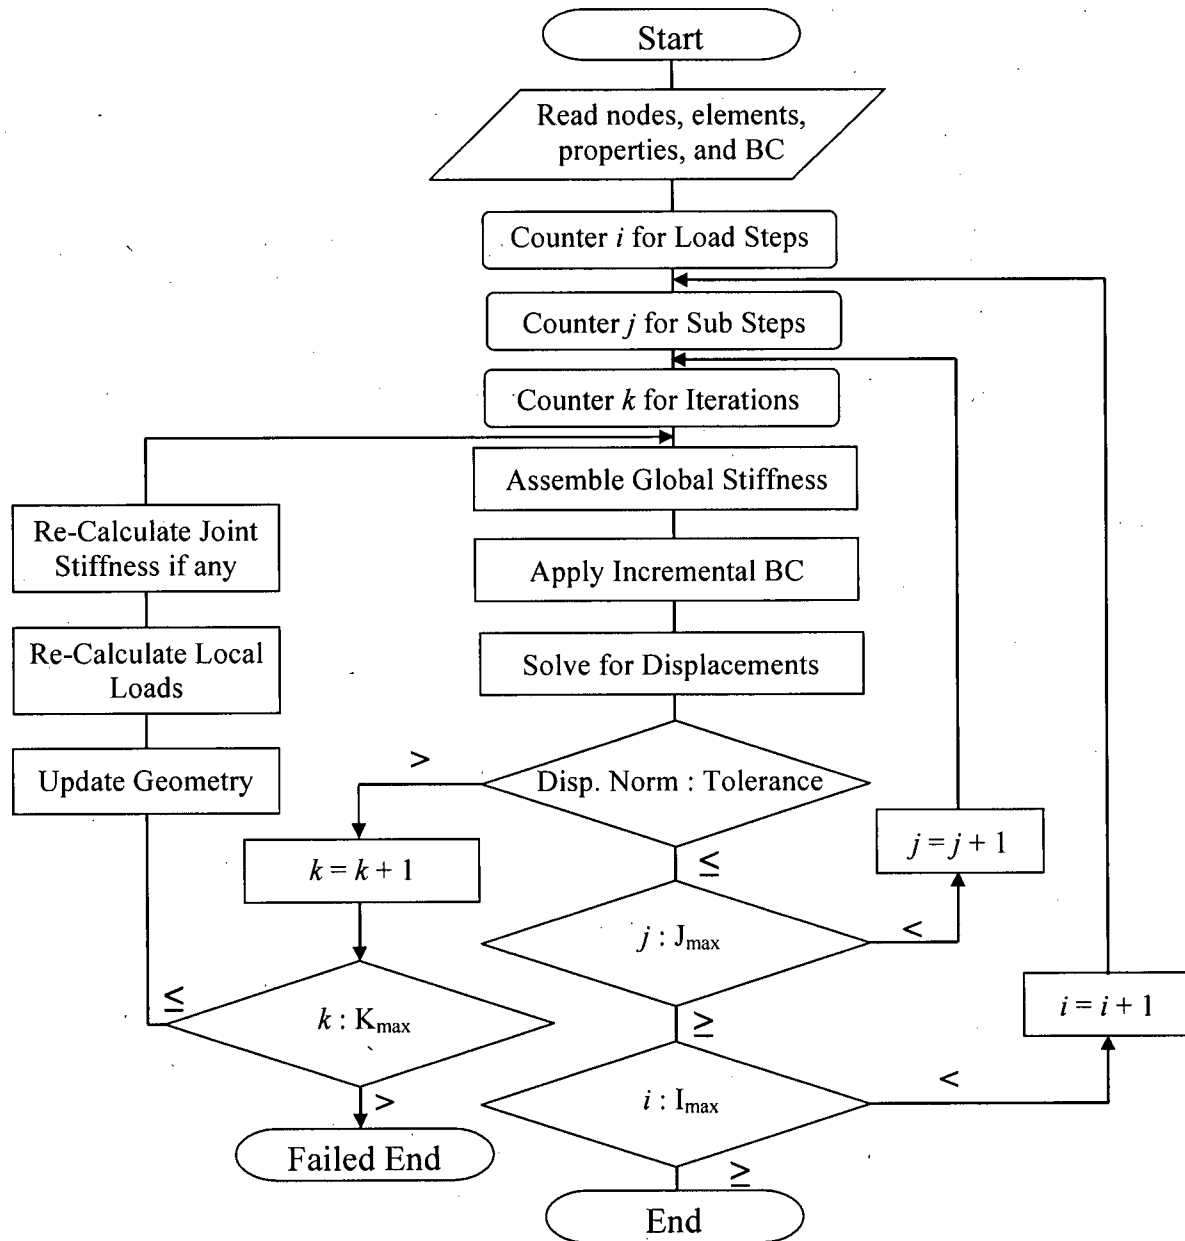 Start
Read nodes, elements,
properties, and BC
Counter i for Load Steps
Counter j for Sub Steps
Counter k for Iterations
Assemble Global Stiffness
Re-Calculate Joint
Stiffness if any
Apply Incremental BC
Re-Calculate Local
Loads
Solve for Displacements
>
Update Geometry
Disp. Norm : Tolerance
j = j + 1
k = k + 1
≤
j : Jmax
<
≤
k : Kmax
≥
i = i + 1
>
i : Imax
<
Failed End
≥
End